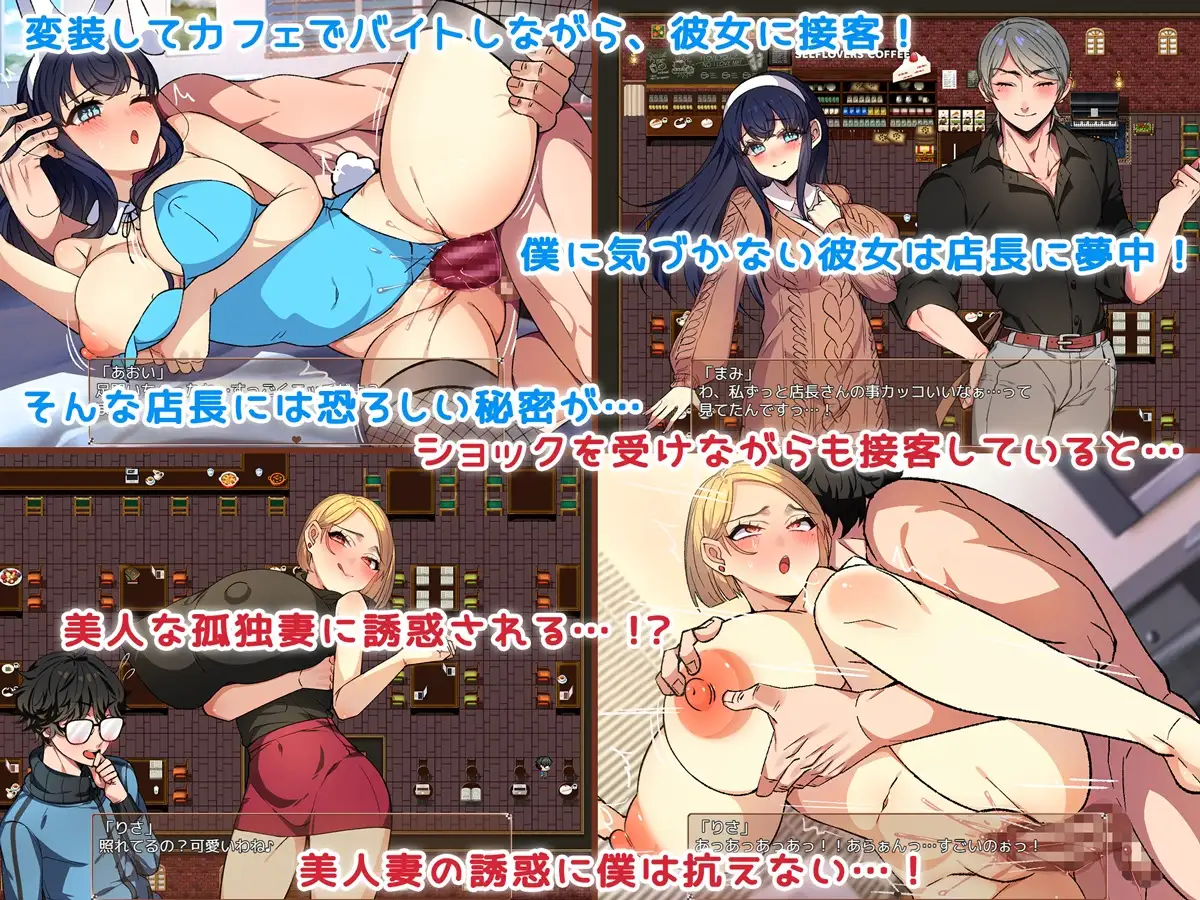 変装してカフェでバイトしながら、彼女に接客！
SELFLOVERS COFFEE
僕に気づかない彼女は店長に夢中！
「あおい」
「まみ」
わ、私ずっと店長さんの事カッコいいなぁ…って
見てたんですっ…！
そんな店長には恐ろしい秘密が…
ショックを受けながらも接客していると…
美人な孤独妻に誘惑される…！?
「りさ」
照れてるの？可愛いわね♪
「りさ」
あっあっあっあっ！！あらぁんっ…すごいのぉっ！
美人妻の誘惑に僕は抗えない…！